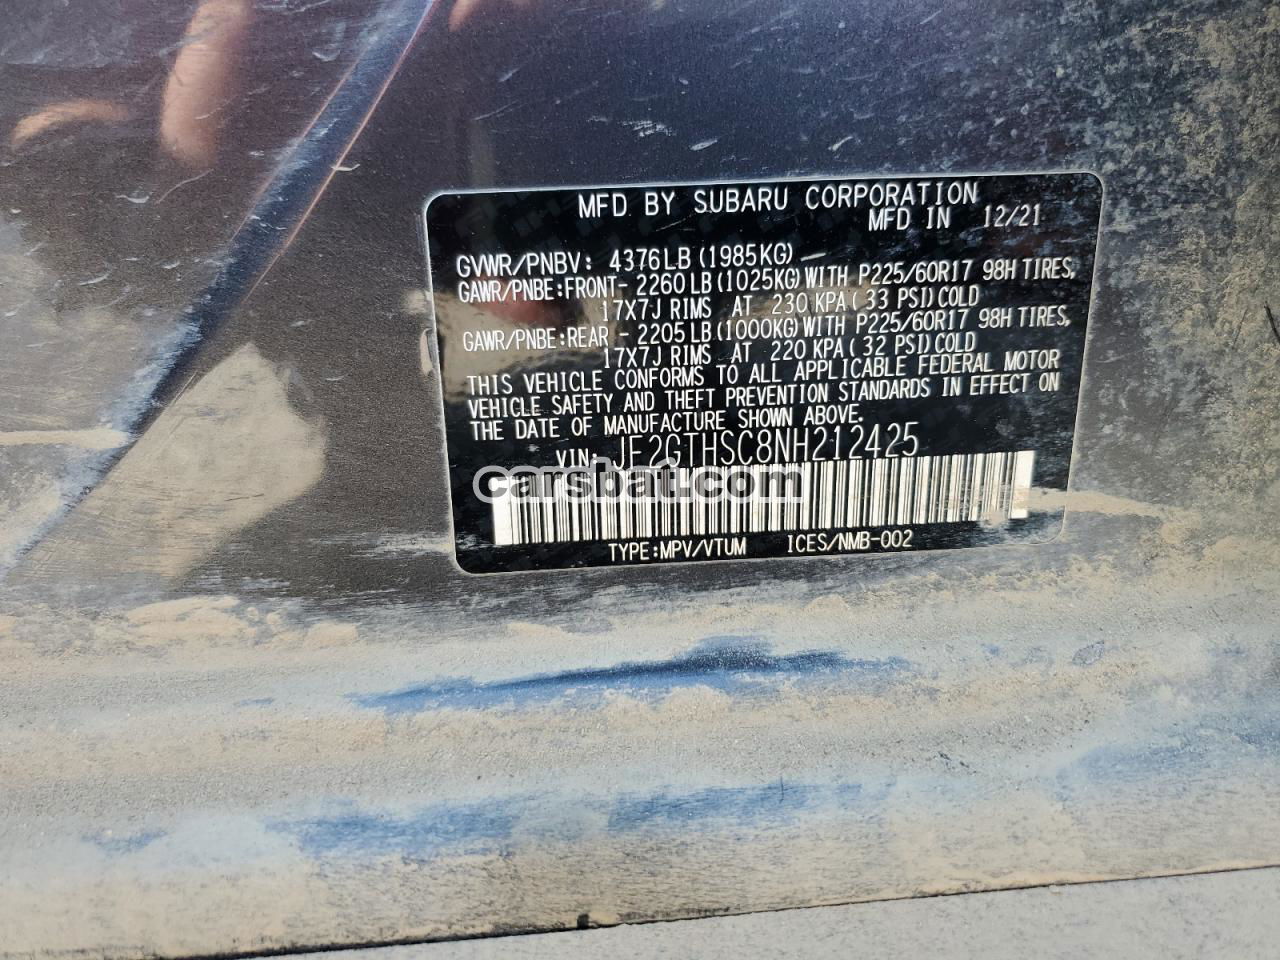 MFD BY SUBARU CORPORATION
MFD IN 12/21
GVWR/PNBV: 4376LB(1985KG)
GAWR/PNBE:FRONT- 2260LB(1025KG)WITH P225/60R17 98H TIRES,
17X7J RIMS AT 230 KPA( 33 PSI)COLD
GAWR/PNBE:REAR - 2205LB(1000KG)WITH P225/60R17 98H TIRES,
17X7J RIMS AT 220 KPA( 32 PSI)COLD
THIS VEHICLE CONFORMS TO ALL APPLICABLE FEDERAL MOTOR
VEHICLE SAFETY AND THEFT PREVENTION STANDARDS IN EFFECT ON
THE DATE OF MANUFACTURE SHOWN ABOVE.
VIN: JF2GTHSC8NH212425
carsbat.com
TYPE:MPV/VTUM ICES/NMB-002